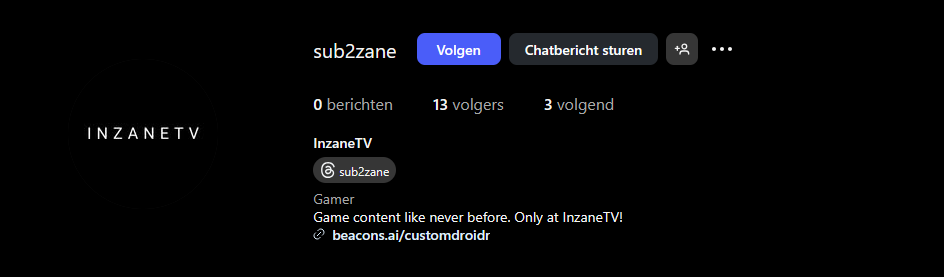 sub2zane Volgen Chatbericht sturen
0 berichten 13 volgers 3 volgend
INZANETV
InzaneTV
sub2zane
Gamer
Game content like never before. Only at InzaneTV!
beacons.ai/customdroidr